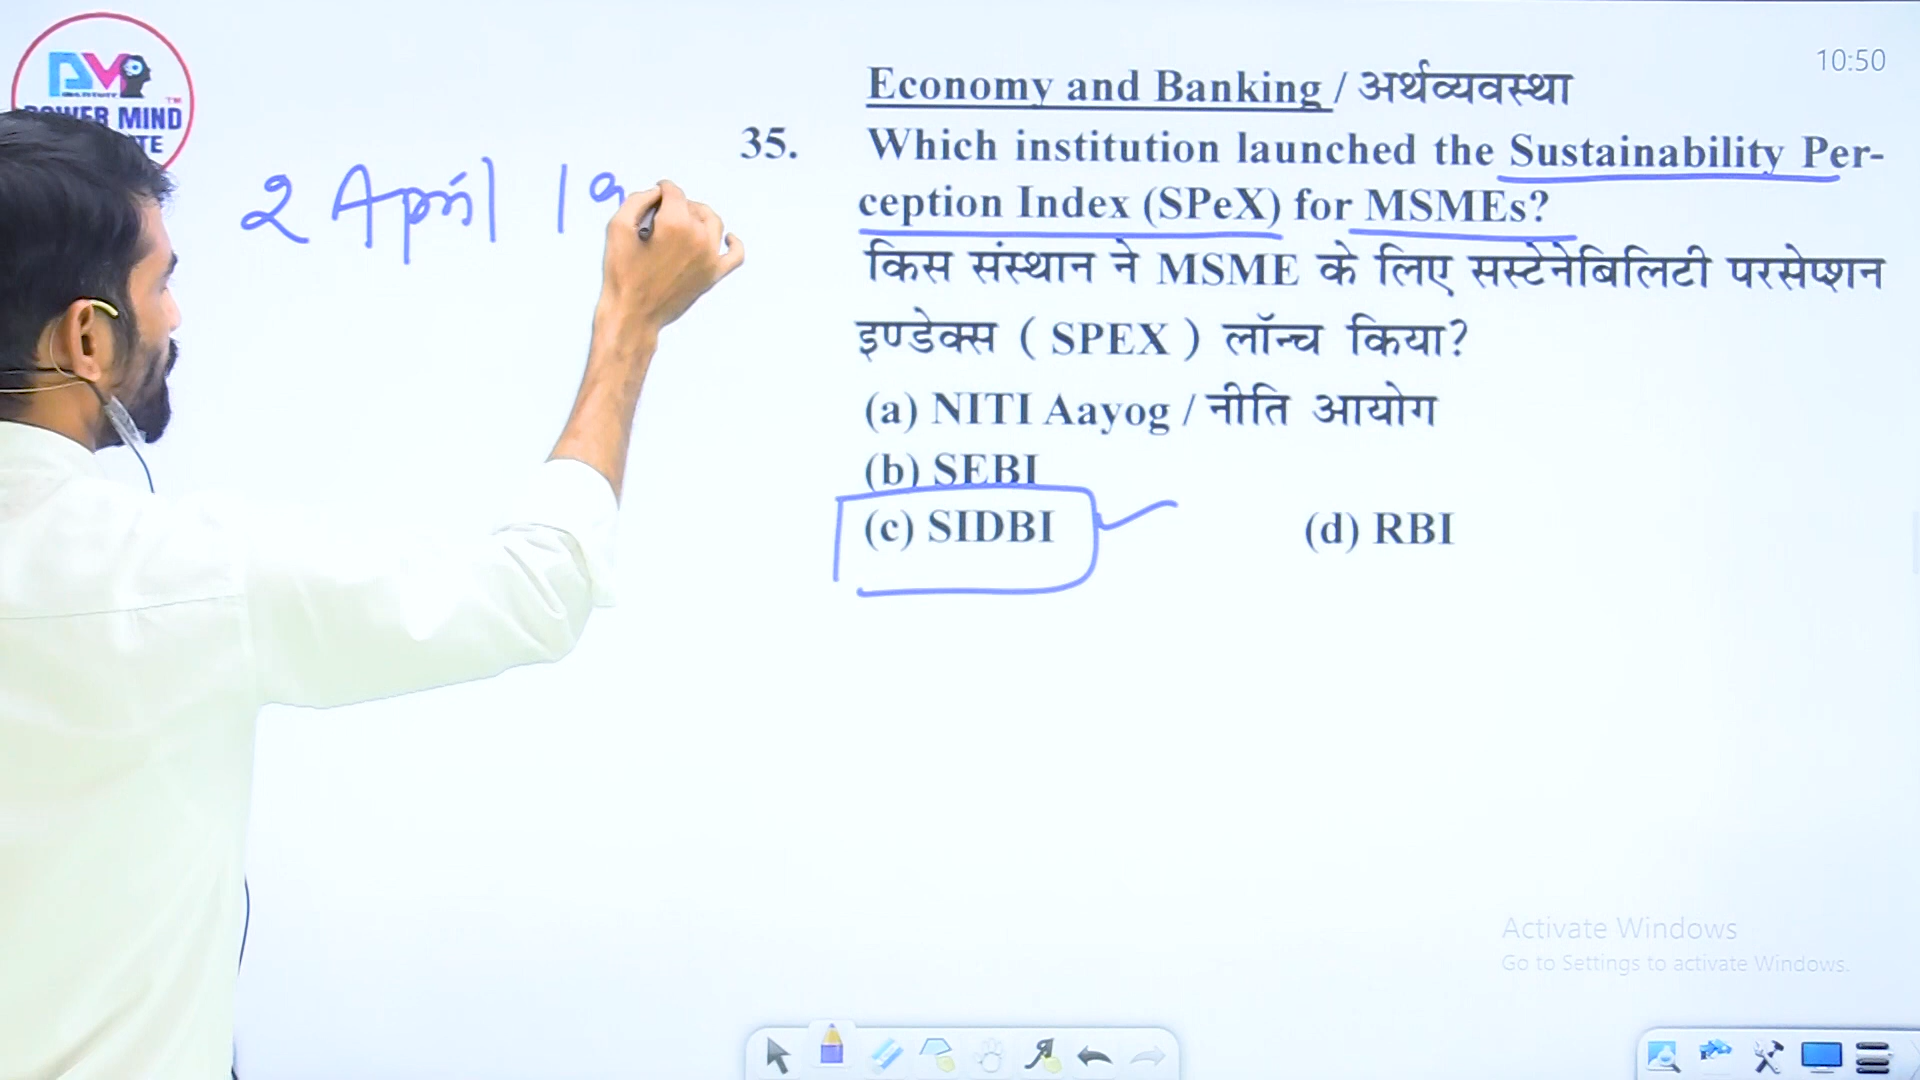 POWER MIND
10:50
Economy and Banking / अर्थव्यवस्था
35. Which institution launched the Sustainability Per-
ception Index (SPeX) for MSMEs?
किस संस्थान ने MSME के लिए सस्टेनेबिलिटी परसेप्शन
इण्डेक्स ( SPEX ) लॉन्च किया?
(a) NITI Aayog / नीति आयोग
(b) SEBI
(c) SIDBI (d) RBI
2 April 19
Activate Windows
Go to Settings to activate Windows.